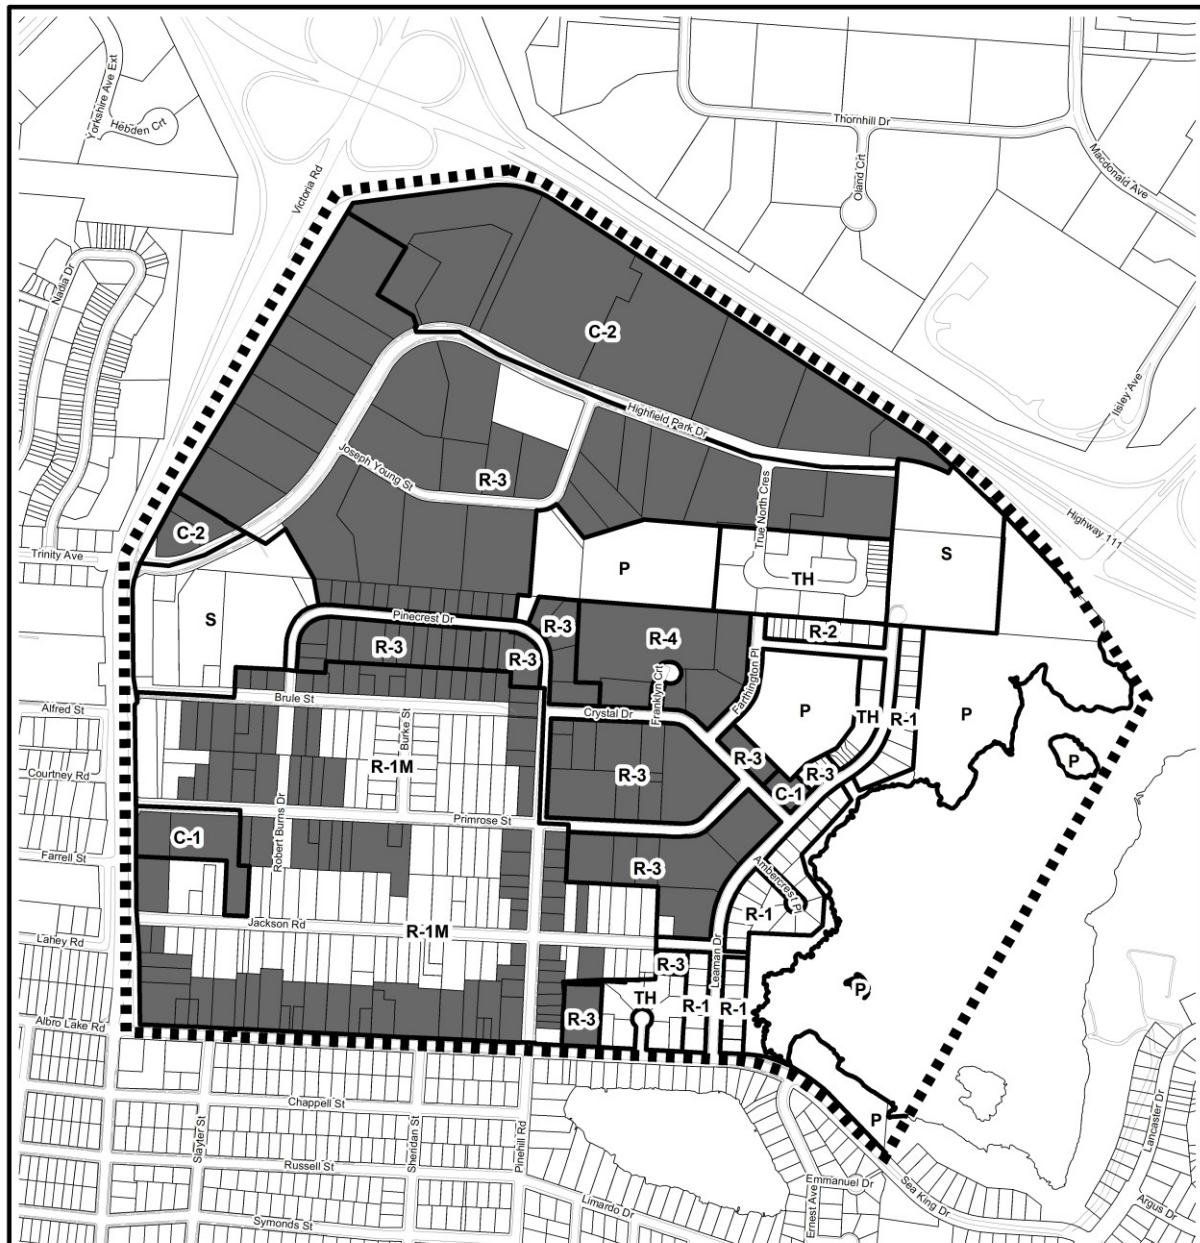 Yorkshire Ave Ext
Hebden Crt
Thornhill Dr
Oland Crt
Macdonald Ave
Victoria Rd
Nadia Dr
C-2
Ilsley Ave
Highfield Park Dr
Joseph Young St
R-3
True North Cres
Highway 111
C-2
Trinity Ave
P
TH
S
S
Pinecrest Dr
R-3
R-3
R-3
R-4
R-2
Farthington Pl
Franklyn Crt
Brule St
Crystal Dr
Alfred St
Burke St
P
TH
R-1
P
Courtney Rd
R-1M
R-3
R-3
R-3
P
C-1
Robert Burns Dr
Primrose St
C-1
Farrell St
R-3
Ambercrest Pl
R-1
Jackson Rd
R-1M
Lahey Rd
Leaman Dr
R-3
P
TH
R-1
R-1
R-3
Albro Lake Rd
Chappell St
P
Slayter St
Sheridan St
Pinehill Rd
Lancaster Dr
Russell St
Emmanuel Dr
Sea King Dr
Limardo Dr
Ernest Ave
Argus Dr
Symonds St